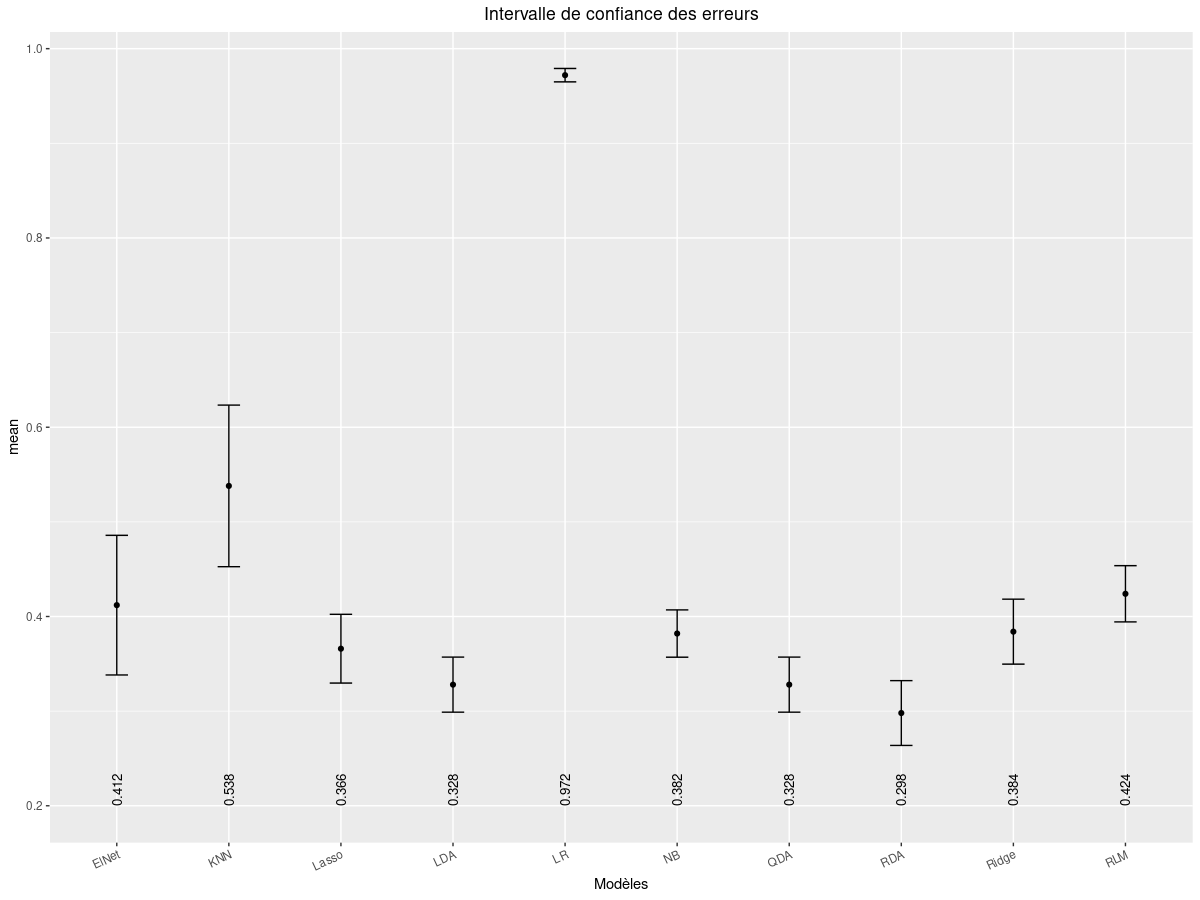 Intervalle de confiance des erreurs
1.0
0.8
0.6
0.4
0.2
mean
0.412
0.538
0.366
0.328
0.972
0.382
0.328
0.298
0.384
0.424
ElNet
KNN
Lasso
LDA
LR
NB
QDA
RDA
Ridge
RLM
Modèles